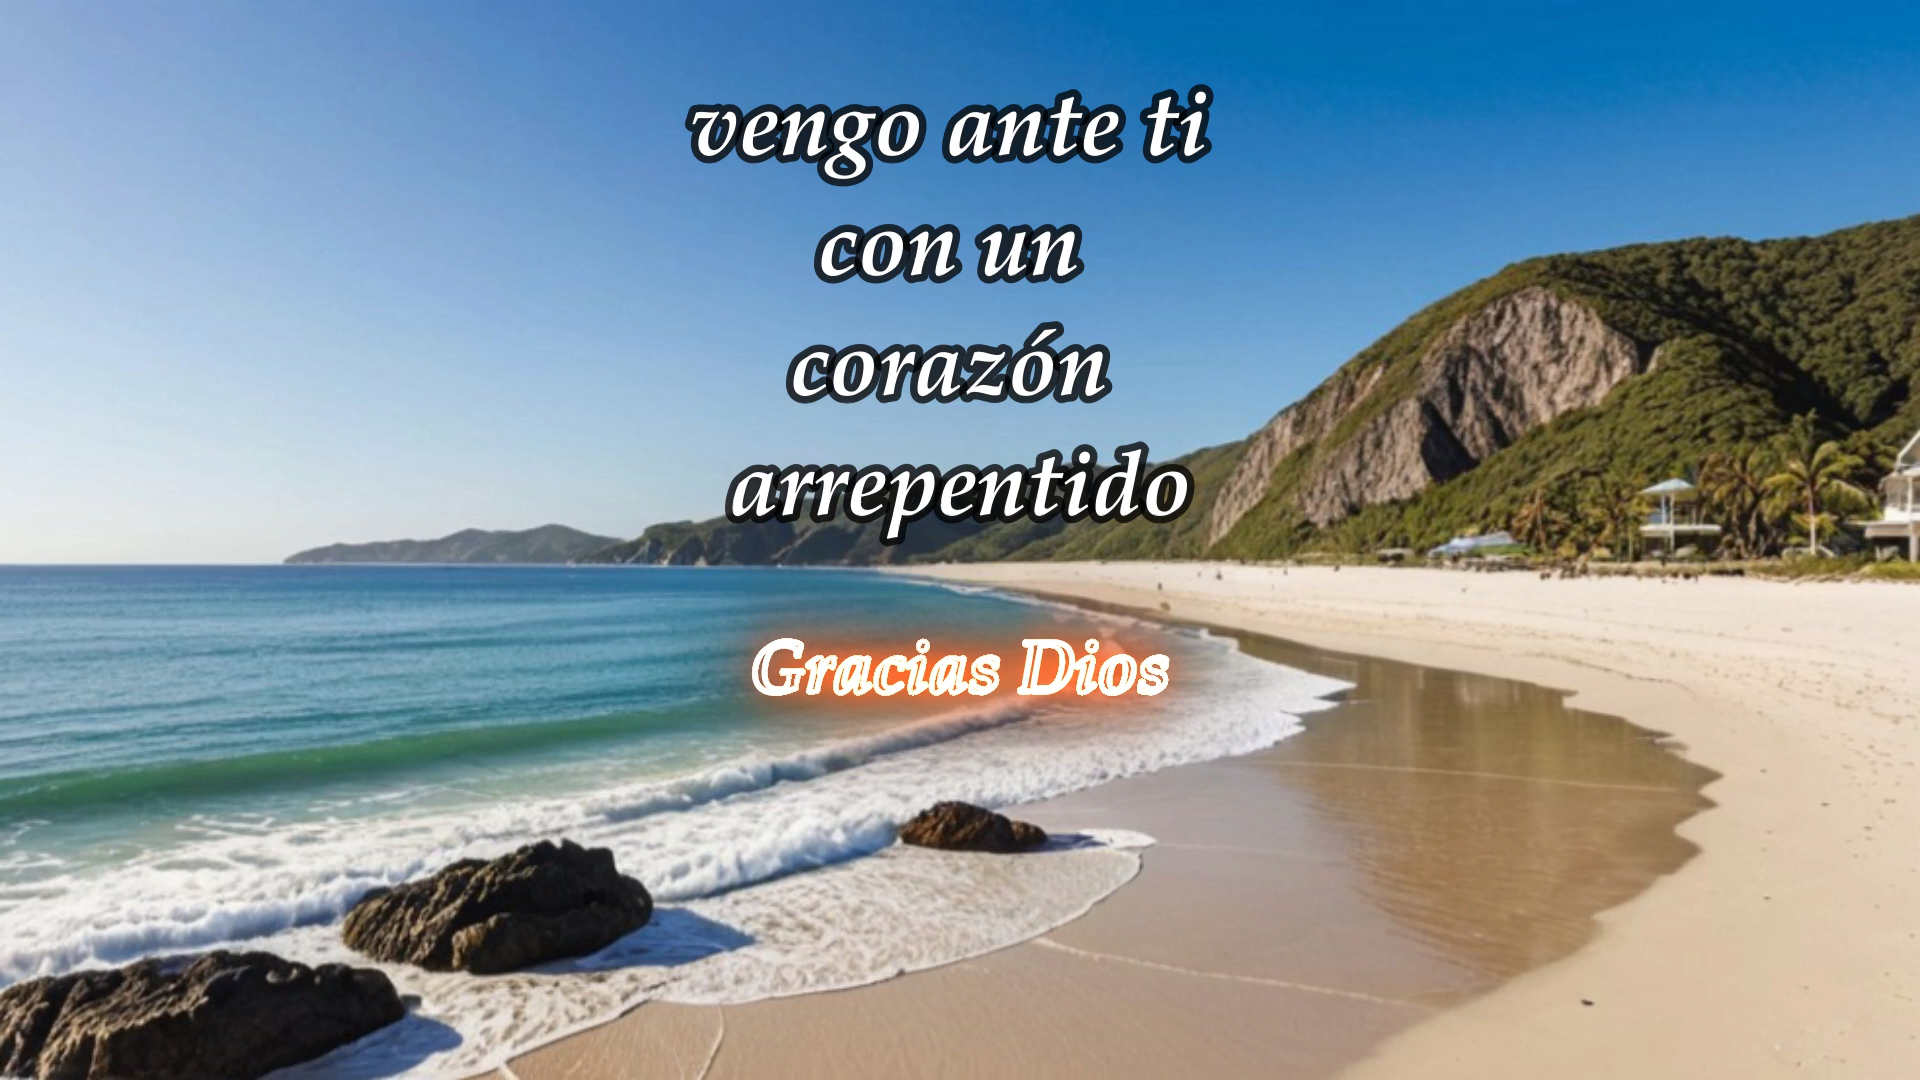 vengo ante ti
con un
corazón
arrepentido
Gracias Dios